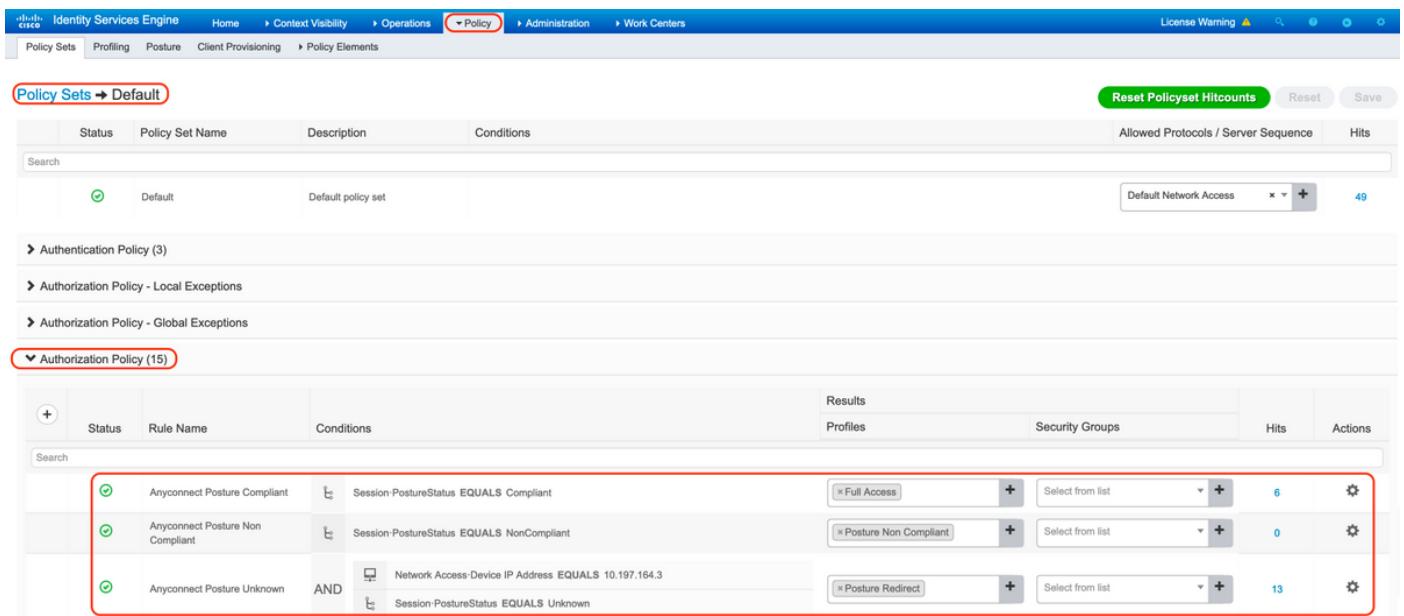 cisco Identity Services Engine Home Context Visibility Operations Policy Administration Work Centers License Warning
Policy Sets Profiling Posture Client Provisioning Policy Elements
Policy Sets → Default Reset Policyset Hitcounts Reset Save
Status Policy Set Name Description Conditions Allowed Protocols / Server Sequence Hits
Search
Default Default policy set Default Network Access × + 49
Authentication Policy (3)
Authorization Policy - Local Exceptions
Authorization Policy - Global Exceptions
Authorization Policy (15)
Results
+ Status Rule Name Conditions Profiles Security Groups Hits Actions
Search
Anyconnect Posture Compliant Session·PostureStatus EQUALS Compliant × Full Access + Select from list + 6
Anyconnect Posture Non
Compliant Session·PostureStatus EQUALS NonCompliant × Posture Non Compliant + Select from list + 0
Network Access·Device IP Address EQUALS 10.197.164.3
Anyconnect Posture Unknown AND × Posture Redirect + Select from list + 13
Session·PostureStatus EQUALS Unknown